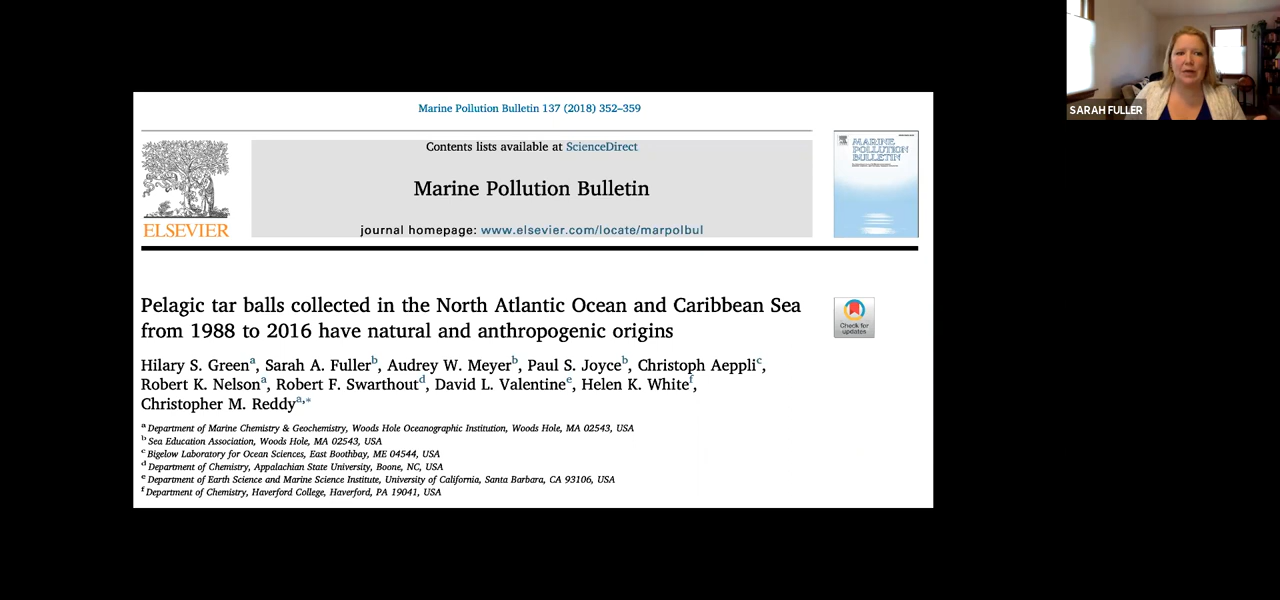 Marine Pollution Bulletin 137 (2018) 352–359
Contents lists available at ScienceDirect
Marine Pollution Bulletin
journal homepage: www.elsevier.com/locate/marpolbul
ELSEVIER
MARINE
POLLUTION
BULLETIN
SARAH FULLER
Pelagic tar balls collected in the North Atlantic Ocean and Caribbean Sea
from 1988 to 2016 have natural and anthropogenic origins
Check for
updates
Hilary S. Greenᵃ, Sarah A. Fullerᵇ, Audrey W. Meyerᵇ, Paul S. Joyceᵇ, Christoph Aeppliᶜ,
Robert K. Nelsonᵃ, Robert F. Swarthoutᵈ, David L. Valentineᵉ, Helen K. Whiteᶠ,
Christopher M. Reddyᵃ,*
ᵃ Department of Marine Chemistry & Geochemistry, Woods Hole Oceanographic Institution, Woods Hole, MA 02543, USA
ᵇ Sea Education Association, Woods Hole, MA 02543, USA
ᶜ Bigelow Laboratory for Ocean Sciences, East Boothbay, ME 04544, USA
ᵈ Department of Chemistry, Appalachian State University, Boone, NC, USA
ᵉ Department of Earth Science and Marine Science Institute, University of California, Santa Barbara, CA 93106, USA
ᶠ Department of Chemistry, Haverford College, Haverford, PA 19041, USA